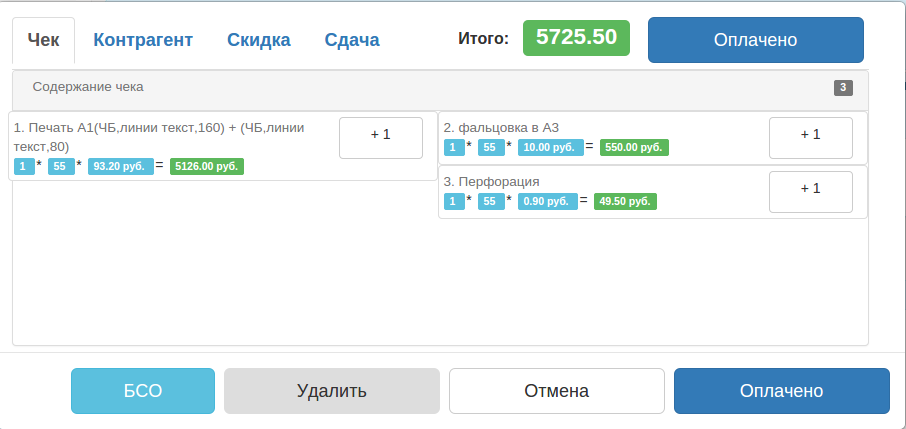 Чек Контрагент Скидка Сдача Итого: 5725.50 Оплачено
Содержание чека 3
1. Печать А1(ЧБ,линии текст,160) + (ЧБ,линии
текст,80)
1 * 55 * 93.20 руб. = 5126.00 руб.
+ 1
2. фальцовка в А3
1 * 55 * 10.00 руб. = 550.00 руб.
+ 1
3. Перфорация
1 * 55 * 0.90 руб. = 49.50 руб.
+ 1
БСО Удалить Отмена Оплачено